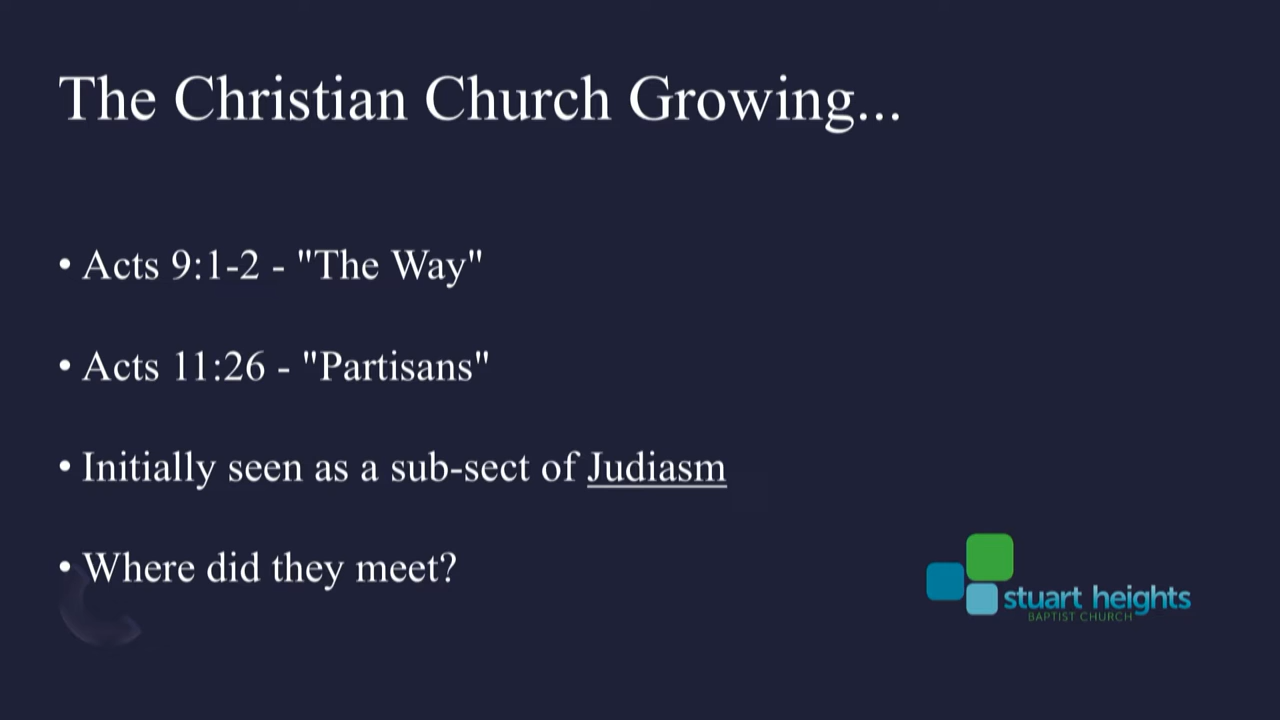 The Christian Church Growing...
• Acts 9:1-2 - "The Way"
• Acts 11:26 - "Partisans"
• Initially seen as a sub-sect of Judiasm
• Where did they meet?
stuart heights
BAPTIST CHURCH